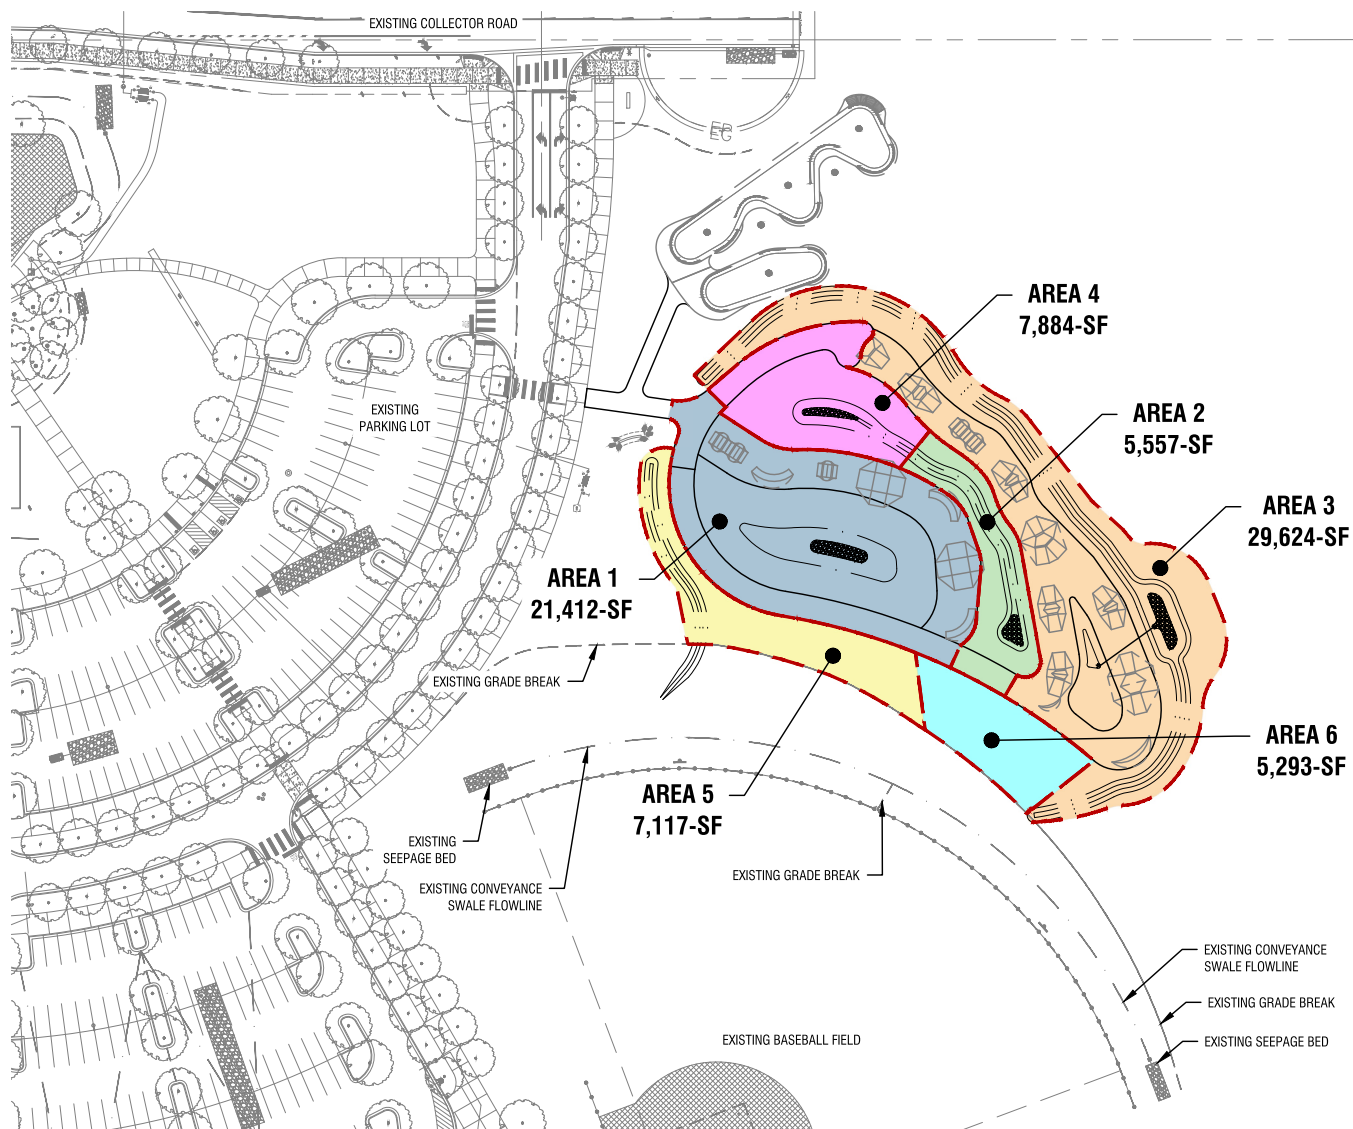 EXISTING COLLECTOR ROAD
AREA 4
7,884-SF
EXISTING
PARKING LOT
AREA 2
5,557-SF
AREA 3
29,624-SF
AREA 1
21,412-SF
EXISTING GRADE BREAK
AREA 6
5,293-SF
AREA 5
7,117-SF
EXISTING
SEEPAGE BED
EXISTING GRADE BREAK
EXISTING CONVEYANCE
SWALE FLOWLINE
EXISTING CONVEYANCE
SWALE FLOWLINE
EXISTING GRADE BREAK
EXISTING BASEBALL FIELD
EXISTING SEEPAGE BED